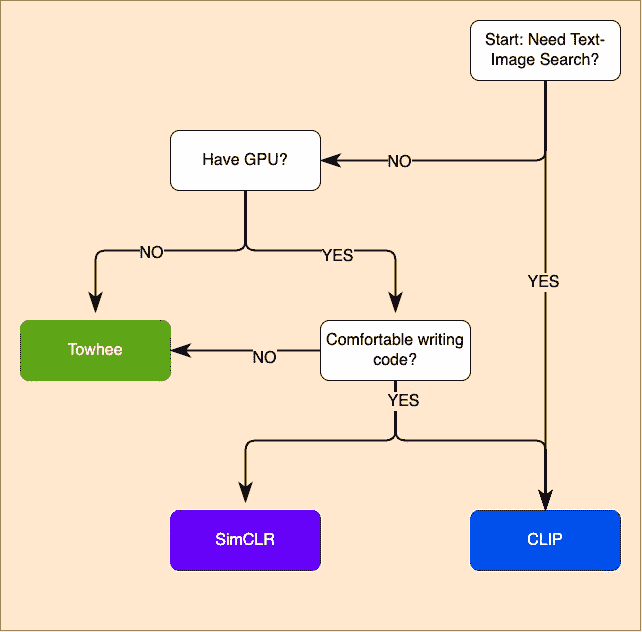 Start: Need Text-
Image Search?
Have GPU?
NO
NO
YES
YES
Towhee
Comfortable writing
code?
NO
YES
SimCLR
CLIP